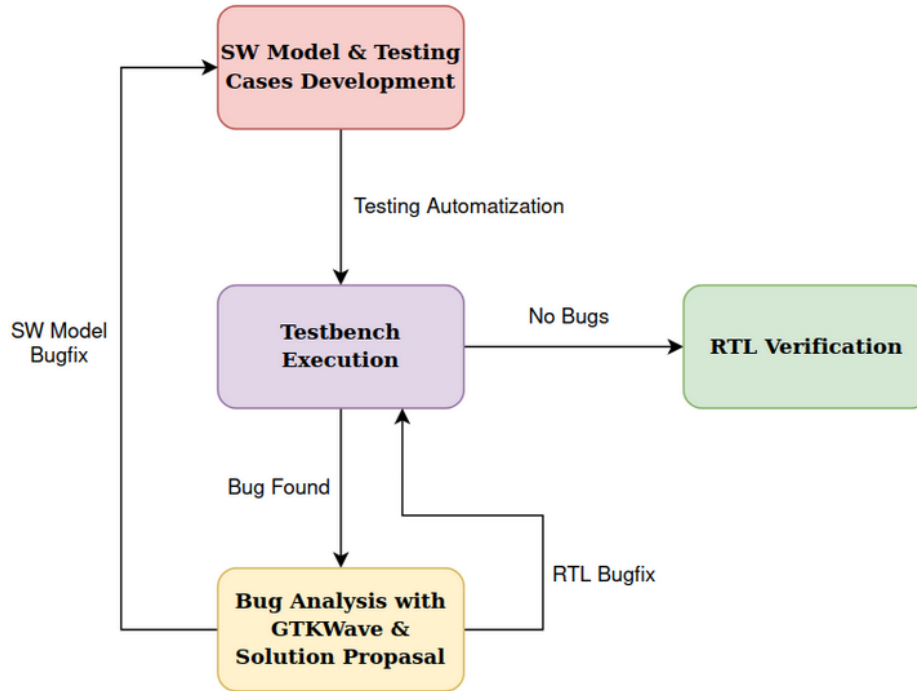 SW Model & Testing
Cases Development
Testing Automatization
SW Model
Bugfix
Testbench
Execution
No Bugs
RTL Verification
Bug Found
RTL Bugfix
Bug Analysis with
GTKWave &
Solution Propasal